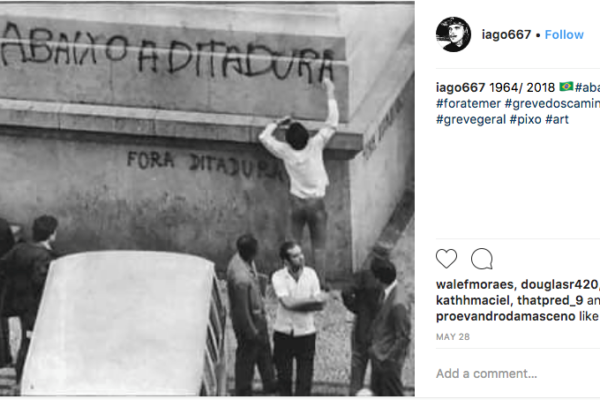 ABAIXO A DITADURA
FORA DITADURA
iago667 • Follow
iago667 1964/ 2018 🇧🇷 #aba
#foratemer #grevedoscamin
#grevegeral #pixo #art
walefmoraes, douglasr420,
kathhmaciel, thatpred_9 an
proevandrodamasceno like
MAY 28
Add a comment...